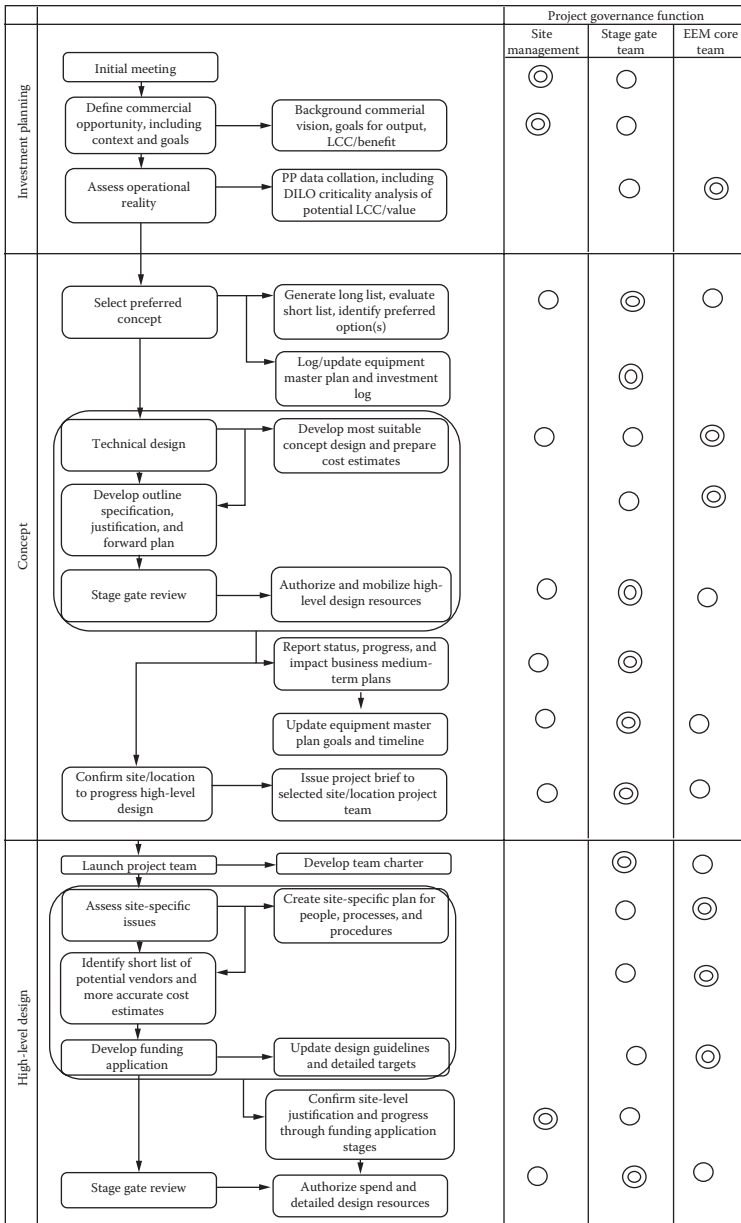 Project governance function
Site
management
Stage gate
team
EEM core
team
Investment planning
Initial meeting
Define commercial
opportunity, including
context and goals
Background commerial
vision, goals for output,
LCC/benefit
Assess operational
reality
PP data collation, including
DILO criticality analysis of
potential LCC/value
Concept
Select preferred
concept
Generate long list, evaluate
short list, identify preferred
option(s)
Log/update equipment
master plan and investment
log
Technical design
Develop most suitable
concept design and prepare
cost estimates
Develop outline
specification,
justification, and
forward plan
Stage gate review
Authorize and mobilize high-
level design resources
Report status, progress, and
impact business medium-
term plans
Update equipment master
plan goals and timeline
Confirm site/location
to progress high-level
design
Issue project brief to
selected site/location project
team
High-level design
Launch project team
Develop team charter
Assess site-specific
issues
Create site-specific plan for
people, processes, and
procedures
Identify short list of
potential vendors and
more accurate cost
estimates
Develop funding
application
Update design guidelines
and detailed targets
Confirm site-level
justification and progress
through funding application
stages
Stage gate review
Authorize spend and
detailed design resources